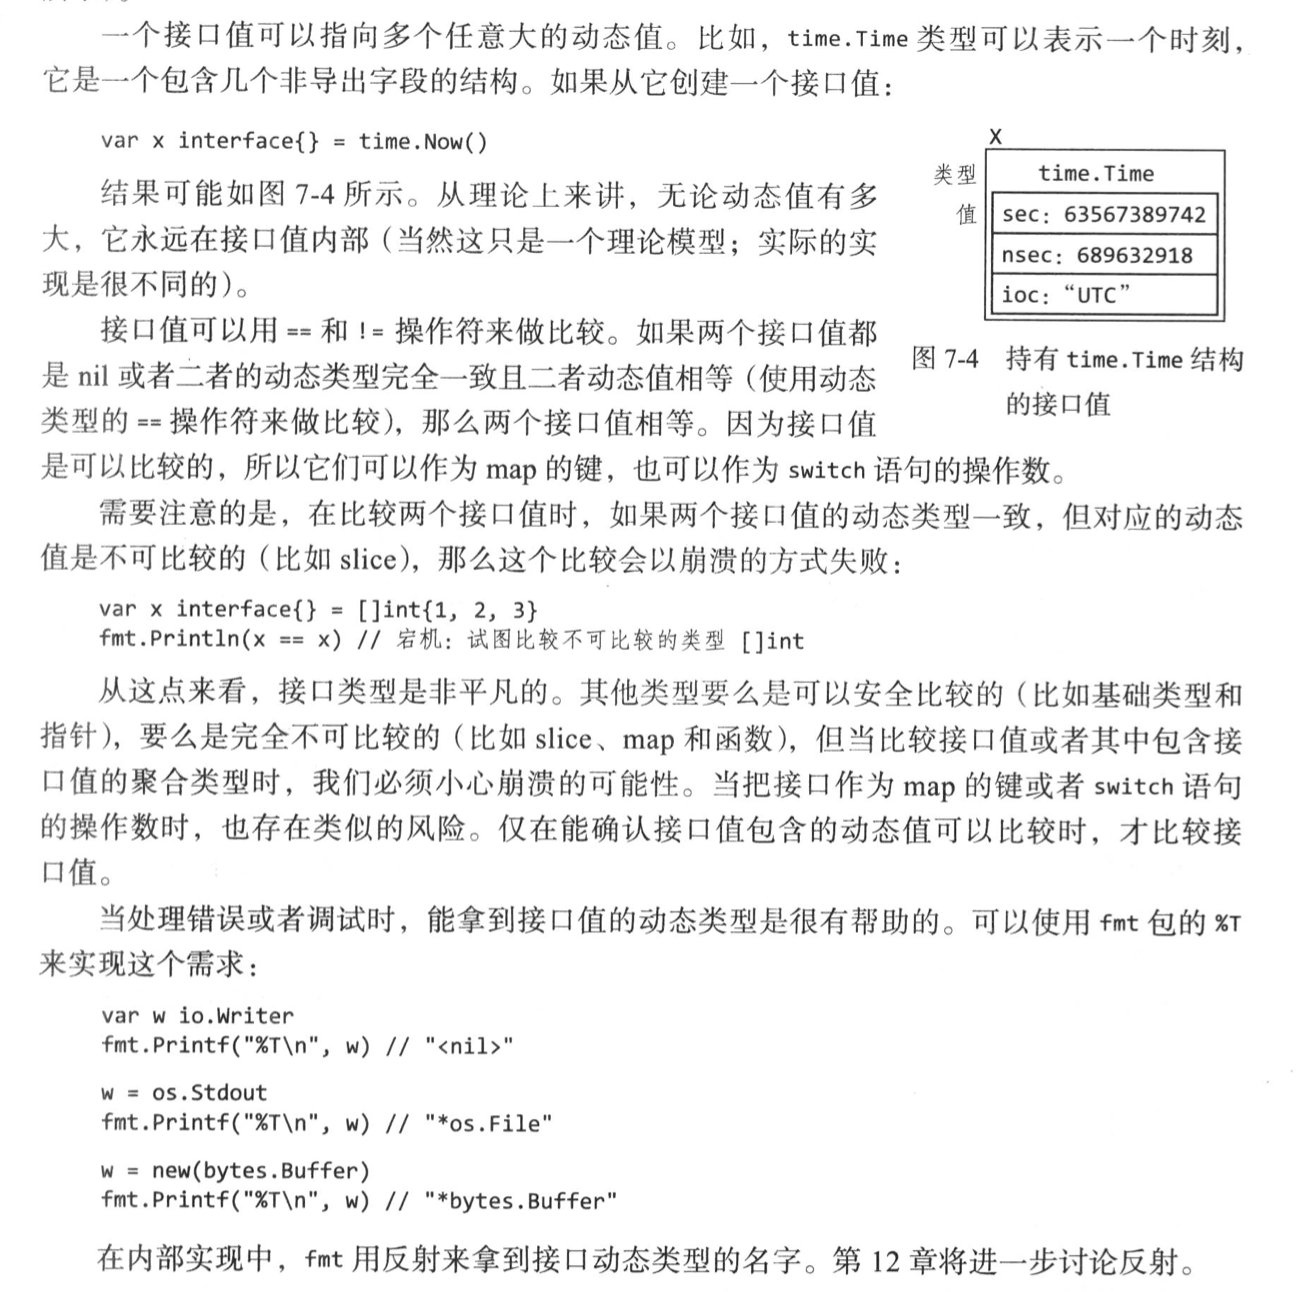 一个接口值可以指向多个任意大的动态值。比如，time.Time 类型可以表示一个时刻，
它是一个包含几个非导出字段的结构。如果从它创建一个接口值：
var x interface{} = time.Now()
结果可能如图 7-4 所示。从理论上来讲，无论动态值有多
大，它永远在接口值内部（当然这只是一个理论模型；实际的实
现是很不同的）。
x
类型 time.Time
值 sec: 63567389742
nsec: 689632918
ioc: “UTC”
图 7-4 持有 time.Time 结构
的接口值
接口值可以用 == 和 != 操作符来做比较。如果两个接口值都
是 nil 或者二者的动态类型完全一致且二者动态值相等（使用动态
类型的 == 操作符来做比较），那么两个接口值相等。因为接口值
是可以比较的，所以它们可以作为 map 的键，也可以作为 switch 语句的操作数。
需要注意的是，在比较两个接口值时，如果两个接口值的动态类型一致，但对应的动态
值是不可比较的（比如 slice），那么这个比较会以崩溃的方式失败：
var x interface{} = []int{1, 2, 3}
fmt.Println(x == x) // 宕机：试图比较不可比较的类型 []int
从这点来看，接口类型是非平凡的。其他类型要么是可以安全比较的（比如基础类型和
指针），要么是完全不可比较的（比如 slice、map 和函数），但当比较接口值或者其中包含接
口值的聚合类型时，我们必须小心崩溃的可能性。当把接口作为 map 的键或者 switch 语句
的操作数时，也存在类似的风险。仅在能确认接口值包含的动态值可以比较时，才比较接
口值。
当处理错误或者调试时，能拿到接口值的动态类型是很有帮助的。可以使用 fmt 包的 %T
来实现这个需求：
var w io.Writer
fmt.Printf("%T\n", w) // "<nil>"
w = os.Stdout
fmt.Printf("%T\n", w) // "*os.File"
w = new(bytes.Buffer)
fmt.Printf("%T\n", w) // "*bytes.Buffer"
在内部实现中，fmt 用反射来拿到接口动态类型的名字。第 12 章将进一步讨论反射。